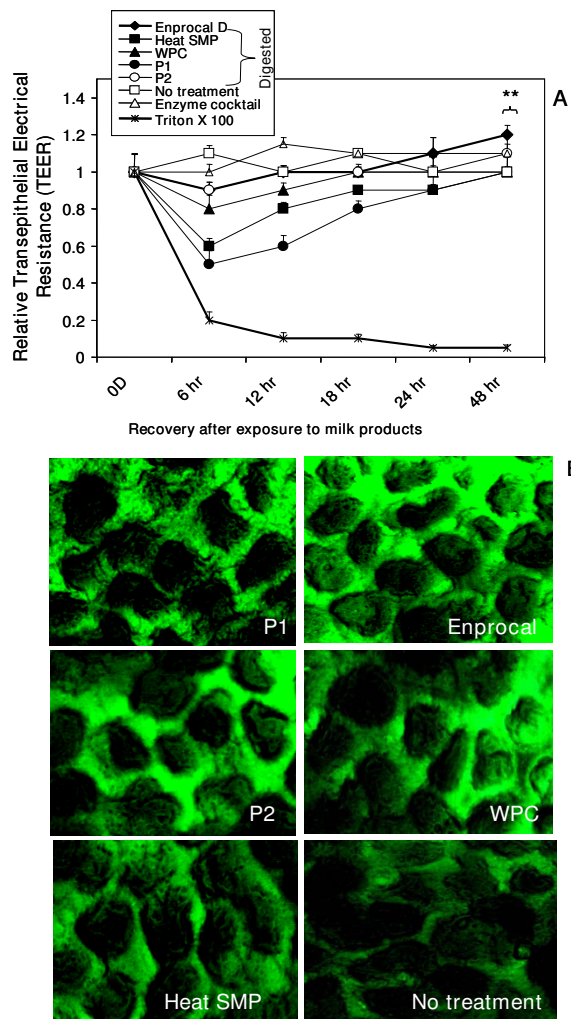 Enprocal D
Heat SMP
WPC
P1
P2
No treatment
Enzyme cocktail
Triton X 100
Digested
A
**
Relative Transepithelial Electrical
Resistance (TEER)
1.4
1.2
1
0.8
0.6
0.4
0.2
0
0D
6 hr
12 hr
18 hr
24 hr
48 hr
Recovery after exposure to milk products
P1
Enprocal
P2
WPC
Heat SMP
No treatment